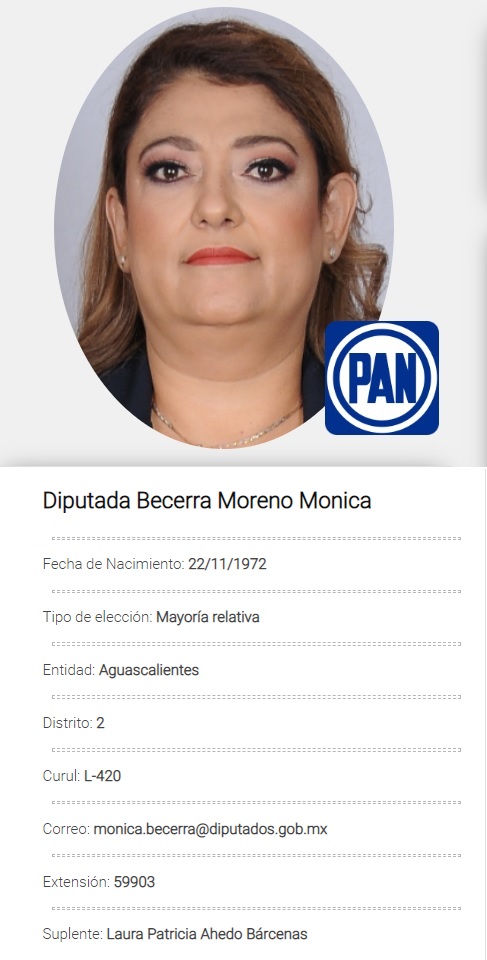 PAN
Diputada Becerra Moreno Monica
Fecha de Nacimiento: 22/11/1972
Tipo de elección: Mayoría relativa
Entidad: Aguascalientes
Distrito: 2
Curul: L-420
Correo: monica.becerra@diputados.gob.mx
Extensión: 59903
Suplente: Laura Patricia Ahedo Bárcenas